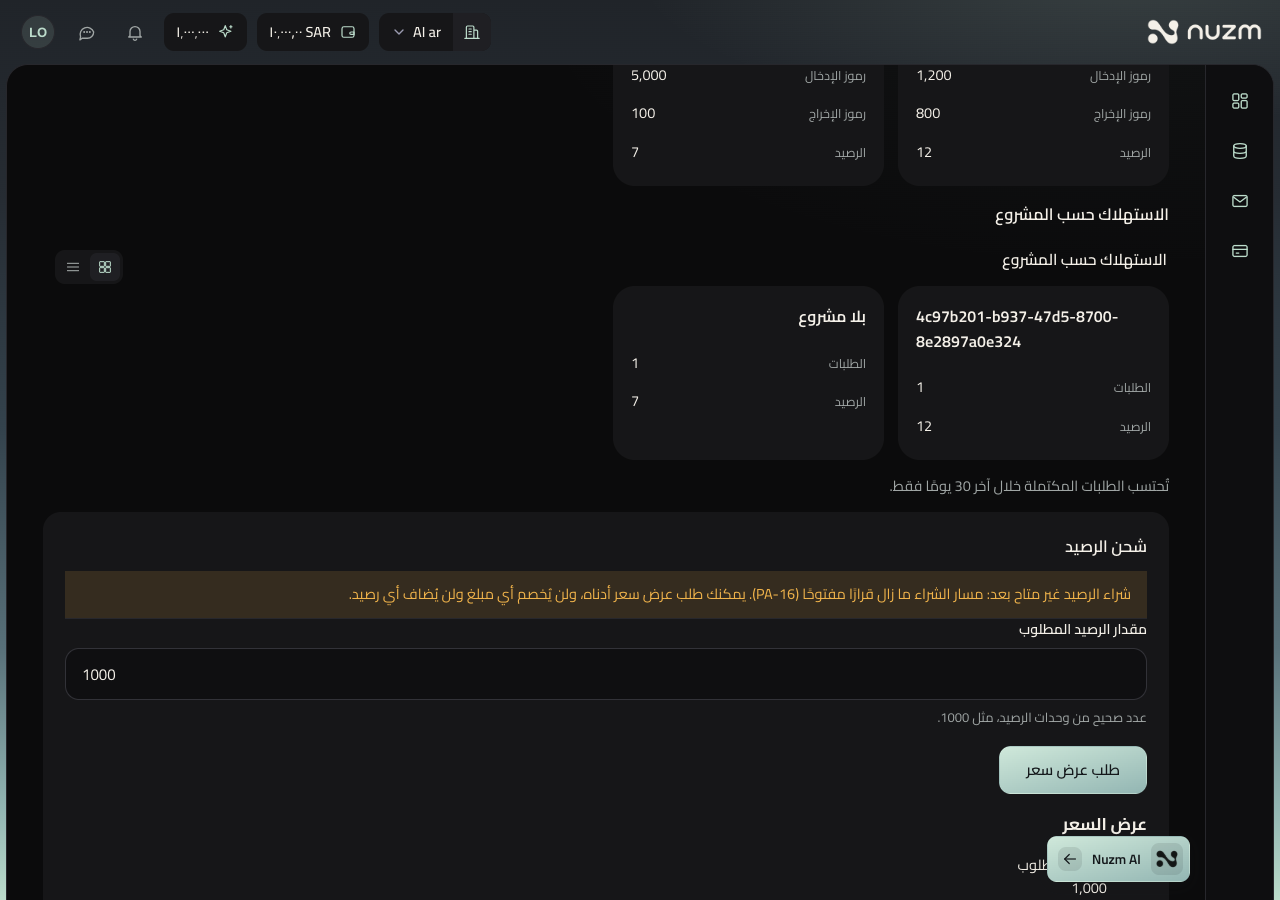 nuzm
AI ar
١٠,٠٠٠,٠٠ SAR
١,٠٠٠,٠٠٠
LO
رموز الإدخال 1,200
رموز الإخراج 800
الرصيد 12
رموز الإدخال 5,000
رموز الإخراج 100
الرصيد 7
الاستهلاك حسب المشروع
الاستهلاك حسب المشروع
4c97b201-b937-47d5-8700-
8e2897a0e324
الطلبات 1
الرصيد 12
بلا مشروع
الطلبات 1
الرصيد 7
تُحتسب الطلبات المكتملة خلال آخر 30 يومًا فقط.
شحن الرصيد
شراء الرصيد غير متاح بعد: مسار الشراء ما زال قرارًا مفتوحًا (PA-16). يمكنك طلب عرض سعر أدناه، ولن يُخصم أي مبلغ ولن يُضاف أي رصيد.
مقدار الرصيد المطلوب
1000
عدد صحيح من وحدات الرصيد، مثل 1000.
طلب عرض سعر
عرض السعر
1,000
Nuzm AI